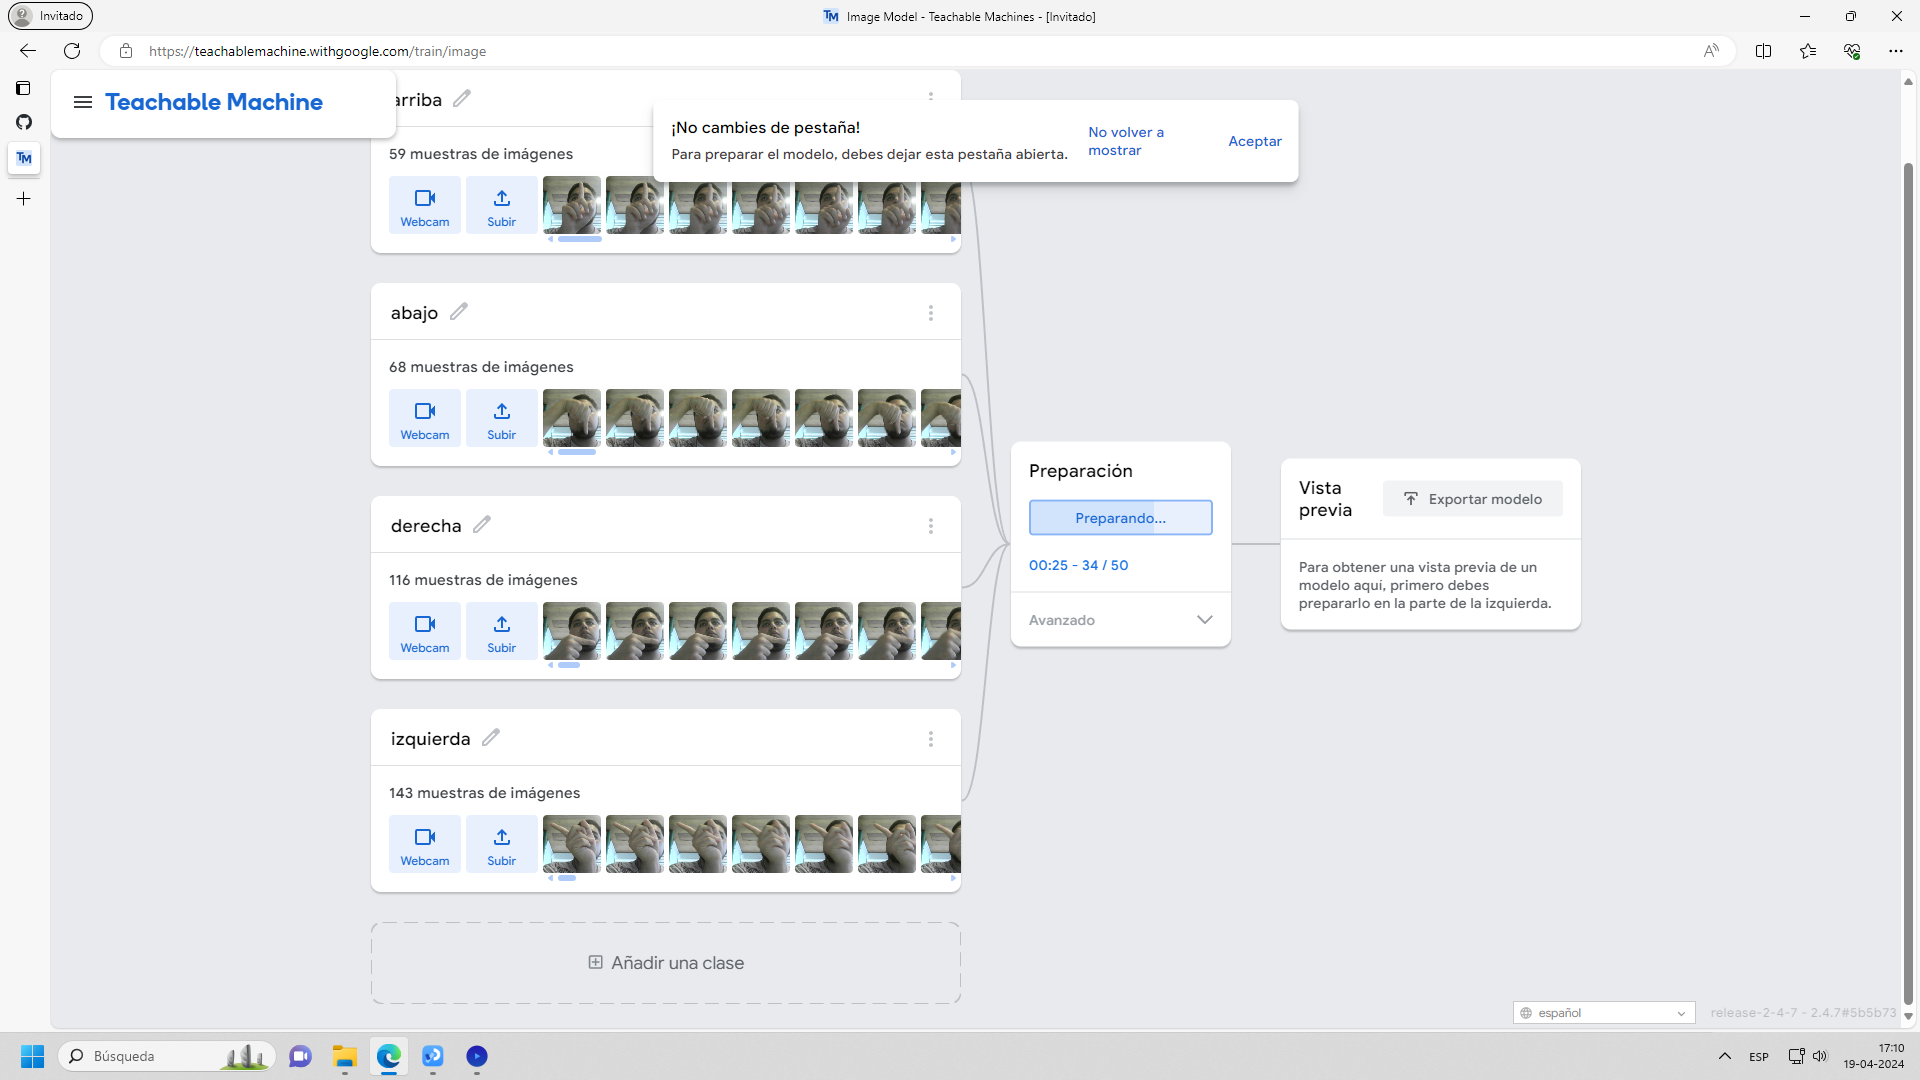 Invitado
Image Model - Teachable Machines - [Invitado]
https://teachablemachine.withgoogle.com/train/image
Teachable Machine
arriba
¡No cambies de pestaña!
Para preparar el modelo, debes dejar esta pestaña abierta.
No volver a
mostrar
Aceptar
59 muestras de imágenes
Webcam
Subir
abajo
68 muestras de imágenes
Webcam
Subir
derecha
116 muestras de imágenes
Webcam
Subir
izquierda
143 muestras de imágenes
Webcam
Subir
Añadir una clase
Preparación
Preparando...
00:25 - 34 / 50
Avanzado
Vista
previa
Exportar modelo
Para obtener una vista previa de un
modelo aquí, primero debes
prepararlo en la parte de la izquierda.
español
release-2-4-7 - 2.4.7#5b5b73
Búsqueda
ESP
17:10
19-04-2024